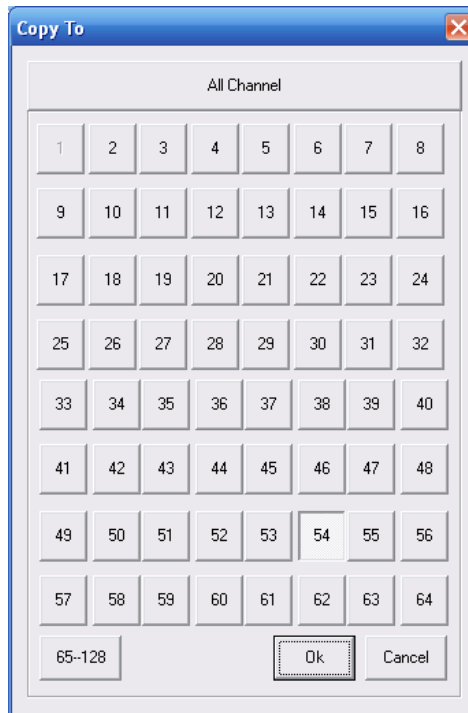 Copy To
All Channel
1 2 3 4 5 6 7 8
9 10 11 12 13 14 15 16
17 18 19 20 21 22 23 24
25 26 27 28 29 30 31 32
33 34 35 36 37 38 39 40
41 42 43 44 45 46 47 48
49 50 51 52 53 54 55 56
57 58 59 60 61 62 63 64
65--128 Ok Cancel